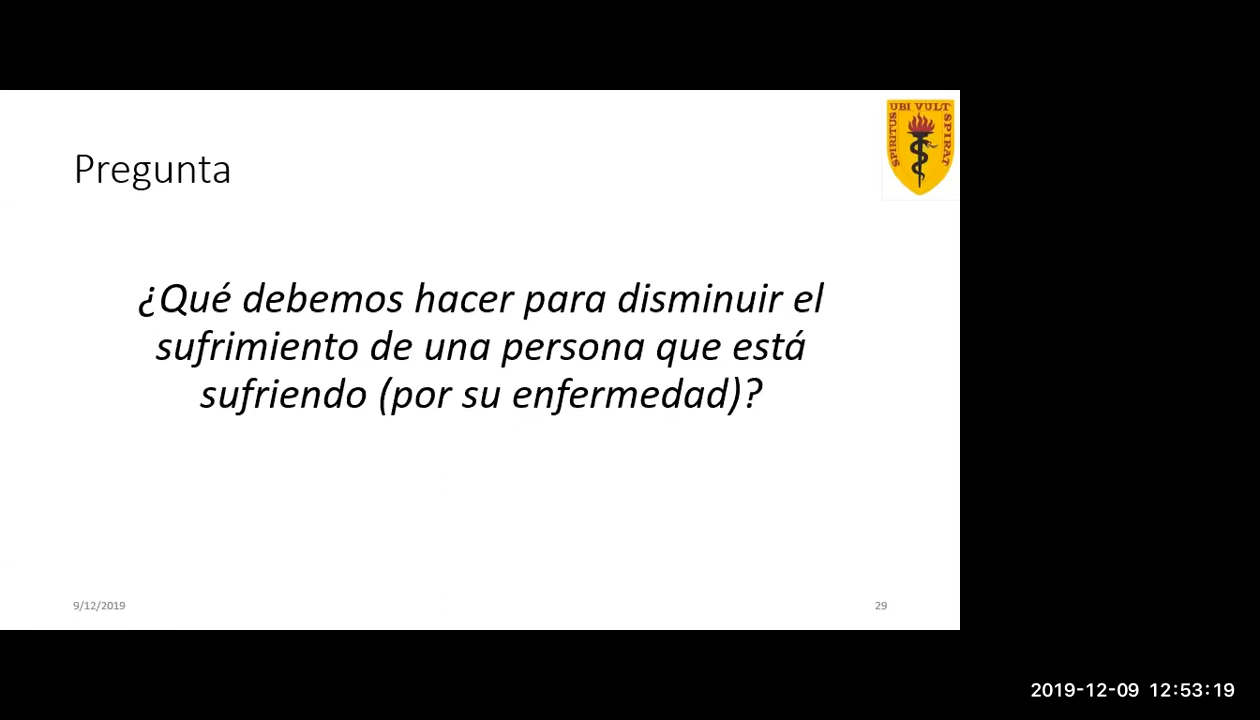 SPIRITUS UBI VULT SPIRAT
Pregunta
¿Qué debemos hacer para disminuir el
sufrimiento de una persona que está
sufriendo (por su enfermedad)?
9/12/2019
29
2019-12-09 12:53:19